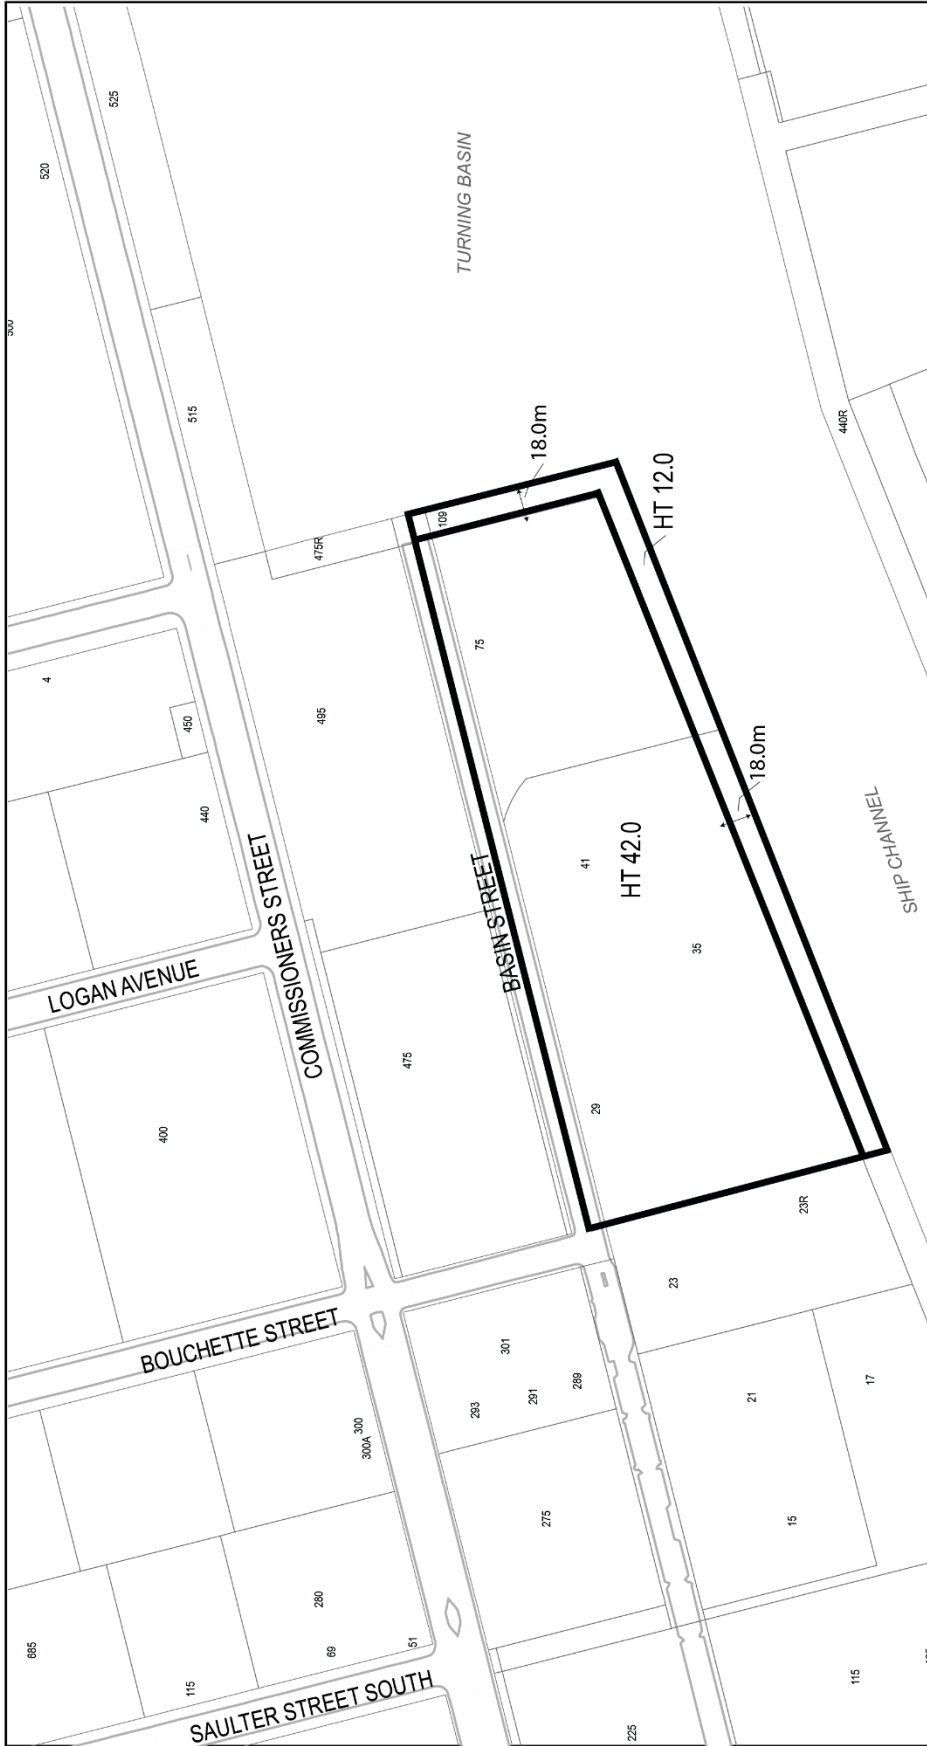 525
520
TURNING BASIN
515
440R
18.0m
HT 12.0
109
475R
75
495
4
450
440
18.0m
SHIP CHANNEL
HT 42.0
41
35
BASIN STREET
COMMISSIONERS STREET
LOGAN AVENUE
475
400
29
23R
23
BOUCHETTE STREET
301
293
291
289
21
17
300
300A
275
15
280
69
51
685
115
SAULTER STREET SOUTH
225
115